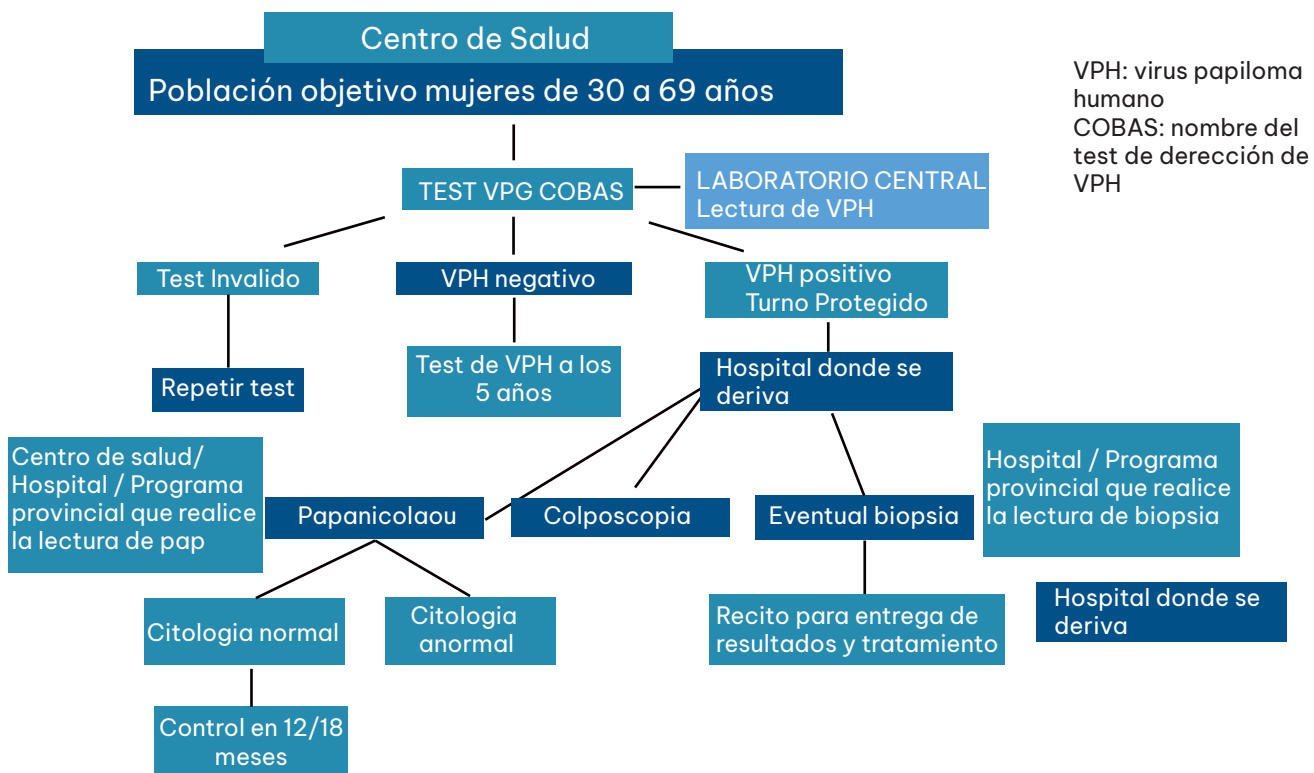 Centro de Salud
Población objetivo mujeres de 30 a 69 años
VPH: virus papiloma
humano
COBAS: nombre del
test de derección de
VPH
TEST VPG COBAS
LABORATORIO CENTRAL
Lectura de VPH
Test Invalido
VPH negativo
VPH positivo
Turno Protegido
Repetir test
Test de VPH a los
5 años
Hospital donde se
deriva
Centro de salud/
Hospital / Programa
provincial que realice
la lectura de pap
Papanicolaou
Colposcopia
Eventual biopsia
Hospital / Programa
provincial que realice
la lectura de biopsia
Citologia normal
Citologia
anormal
Recito para entrega de
resultados y tratamiento
Hospital donde se
deriva
Control en 12/18
meses